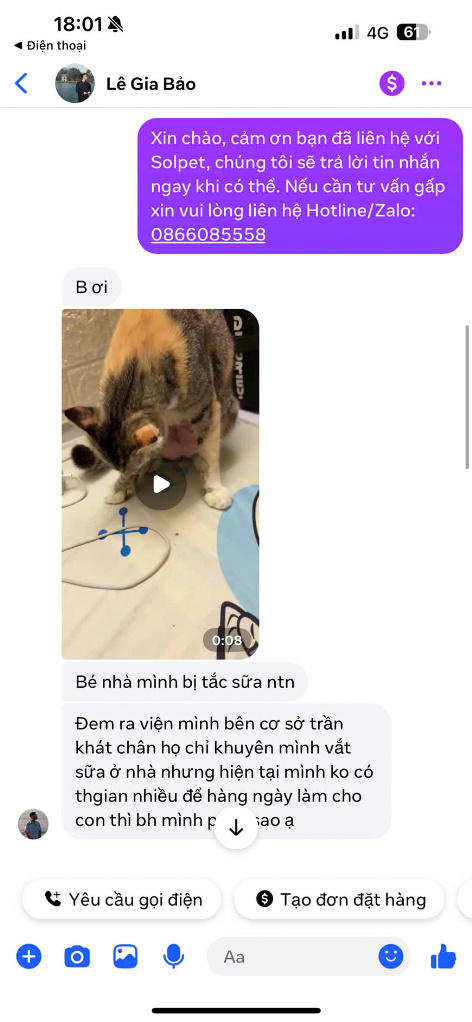 18:01
4G
61
◄ Điện thoại
Lê Gia Bảo
Xin chào, cảm ơn bạn đã liên hệ với
Solpet, chúng tôi sẽ trả lời tin nhắn
ngay khi có thể. Nếu cần tư vấn gấp
xin vui lòng liên hệ Hotline/Zalo:
0866085558
B ơi
0:08
Bé nhà mình bị tắc sữa ntn
Đem ra viện mình bên cơ sở trần
khát chân họ chỉ khuyên mình vắt
sữa ở nhà nhưng hiện tại mình ko có
thgian nhiều để hàng ngày làm cho
con thì bh mình sao ạ
Yêu cầu gọi điện
Tạo đơn đặt hàng
Aa